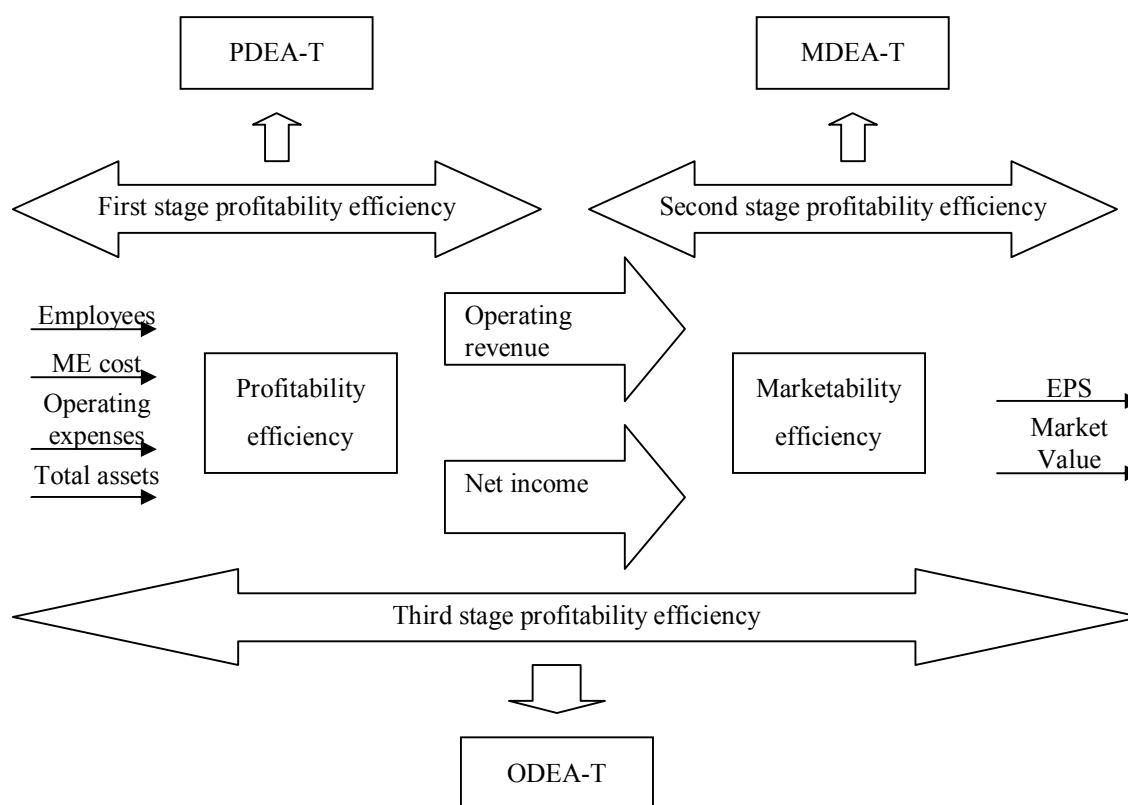 PDEA-T
MDEA-T
First stage profitability efficiency
Second stage profitability efficiency
Employees
ME cost
Operating
expenses
Total assets
Profitability
efficiency
Operating
revenue
Net income
Marketability
efficiency
EPS
Market
Value
Third stage profitability efficiency
ODEA-T